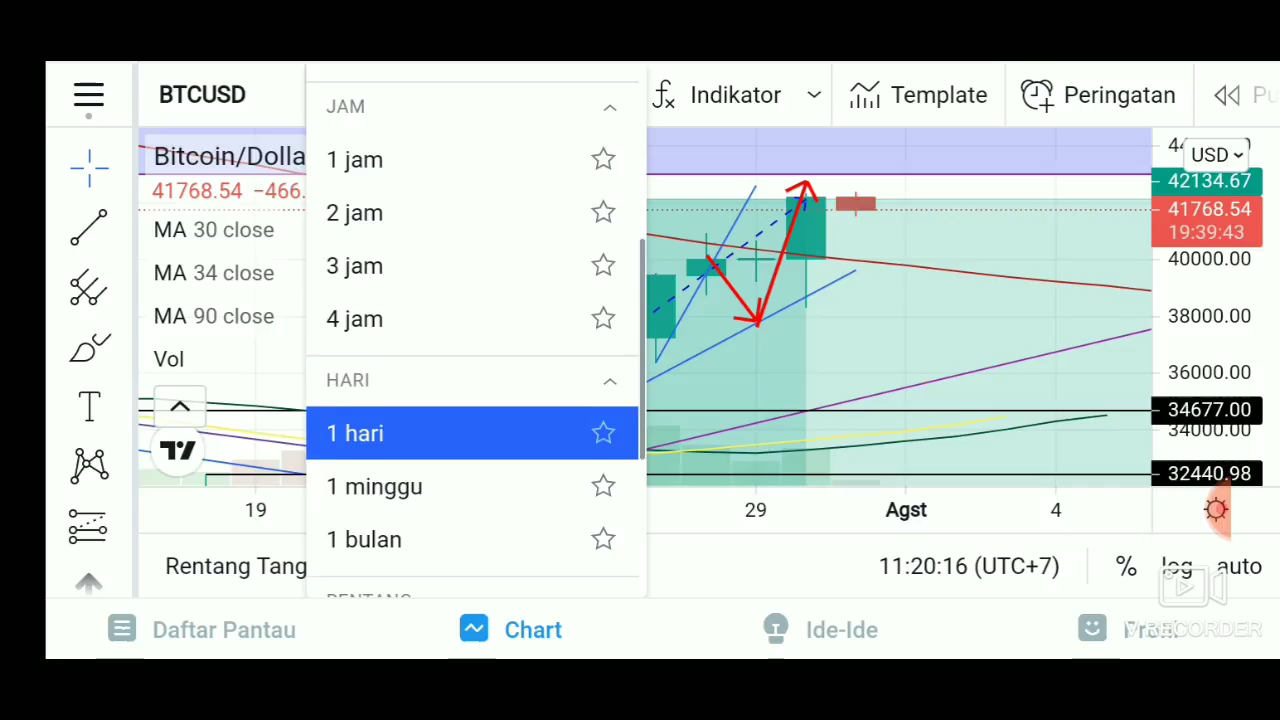 BTCUSD
JAM
Indikator
Template
Peringatan
Bitcoin/Dolla
USD
42134.67
41768.54 −466.
1 jam
41768.54
19:39:43
MA 30 close
2 jam
40000.00
MA 34 close
3 jam
38000.00
MA 90 close
4 jam
36000.00
Vol
HARI
34677.00
34000.00
1 hari
32440.98
1 minggu
19
29
Agst
4
1 bulan
Rentang Tang
11:20:16 (UTC+7)
%
log
auto
Daftar Pantau
Chart
Ide-Ide
V RECORDER